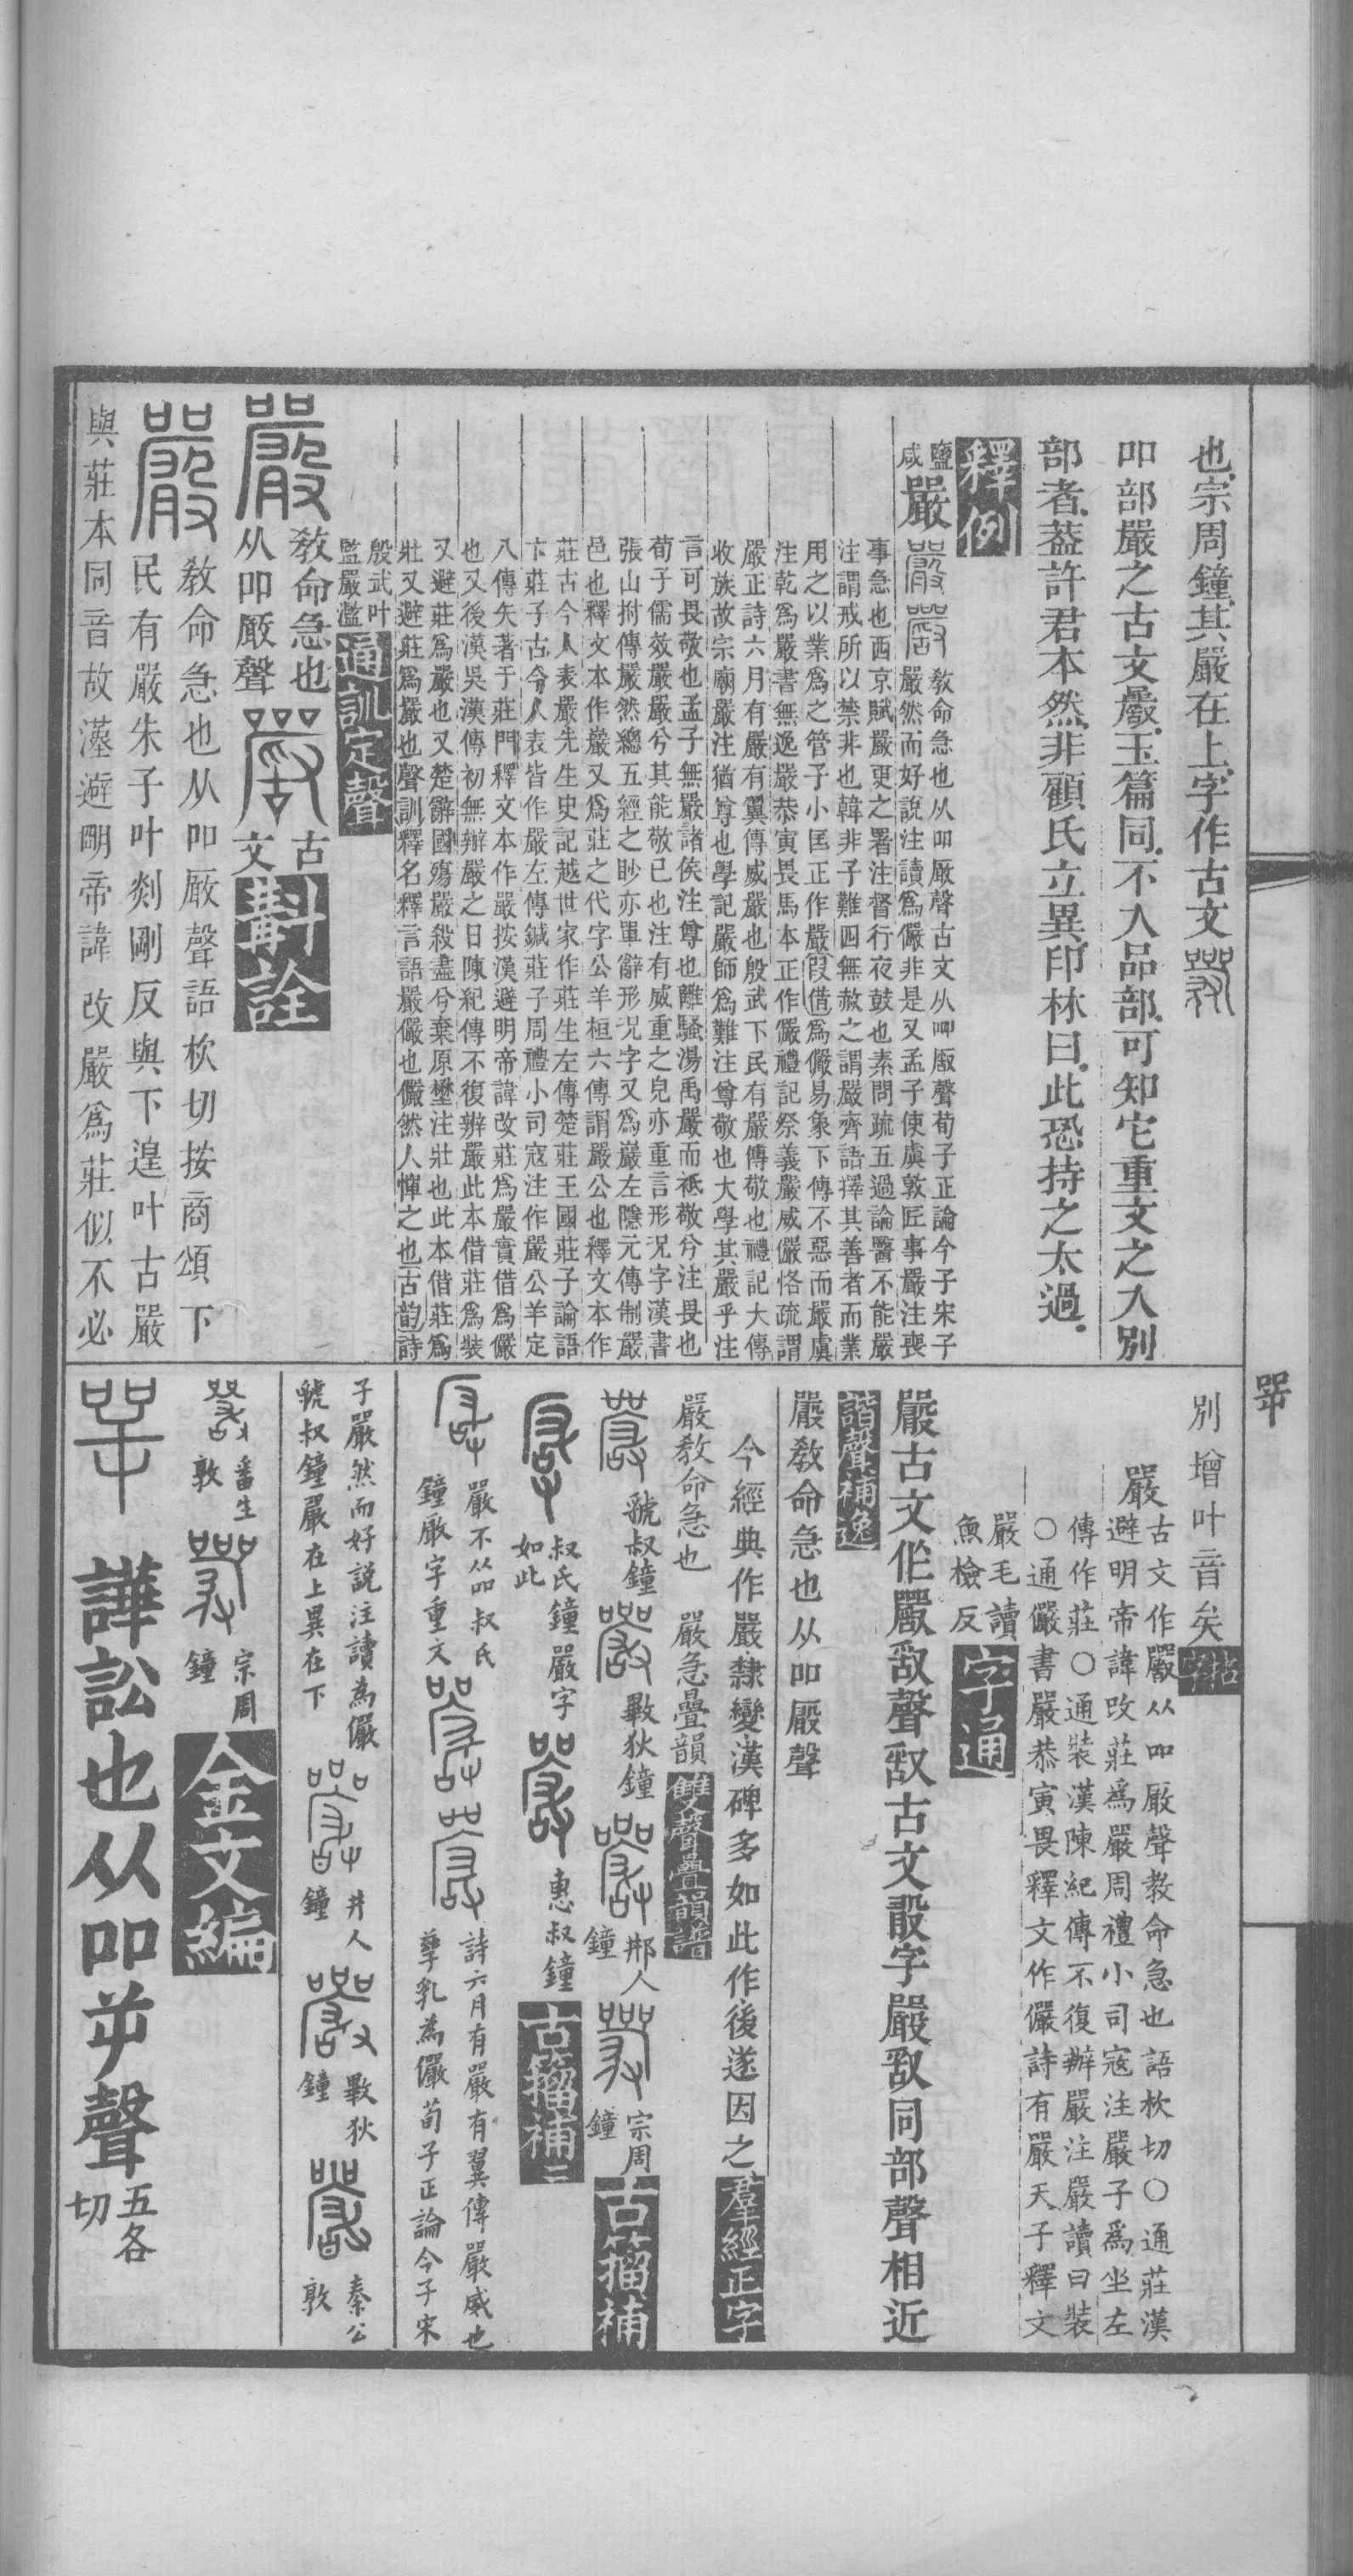 也宗周鐘其嚴在上字作古文
吅部嚴之古文嚴玉篇同不入品部可知它重文之入別
部者蓋許君本然非顧氏立異印林曰此恐持之太過
釋例
鹽
咸
嚴
教命急也从吅厰聲古文从㗊厰聲荀子正論今子宋子
嚴然而好說注讀爲儼非是又孟子使虞敦匠事嚴注喪
事急也西京賦嚴更之署注督行夜鼓也素問疏五過論醫不能嚴
注謂戒所以禁非也韓非子難四無赦之謂嚴齊語擇其善者而業
用之以業爲之管子小匡正作嚴叚借爲儼易象下傳不惡而嚴虞
注乾爲嚴書無逸嚴恭寅畏馬本正作儼禮記祭義嚴威儼恪疏謂
嚴正詩六月有嚴有翼傳威嚴也殷武下民有嚴傳敬也禮記大傳
收族故宗廟嚴注猶尊也學記嚴師爲難注尊敬也大學其嚴乎注
言可畏敬也孟子無嚴諸侯注尊也離騷湯禹嚴而祗敬兮注畏也
荀子儒效嚴嚴兮其能敬已也注有威重之皃亦重言形況字漢書
張山拊傳嚴然總五經之眇亦單辭形況字又爲巖左隱元傳制嚴
邑也釋文本作巖又爲莊之代字公羊桓六傳謂嚴公也釋文本作
莊古今人表嚴先生史記越世家作莊生左傳楚莊王國莊子論語
卞莊子古今人表皆作嚴左傳鍼莊子周禮小司寇注作嚴公羊定
八傳矢著于莊門釋文本作嚴按漢避明帝諱改莊爲嚴實借爲儼
也又後漢吳漢傳初無辦嚴之日陳紀傳不復辨嚴此本借莊爲裝
又避莊爲嚴也又楚辭國殤嚴殺盡兮棄原壄注壯也此本借莊爲
壯又避莊爲嚴也聲訓釋名釋言語嚴儼也儼然人憚之也古韵詩
殷武叶
監嚴濫
通訓定聲
教命急也
从吅厰聲
古
文
斠詮
教命急也从吅厰聲語杴切按商頌下
民有嚴朱子叶剡剛反與下遑叶古嚴
與莊本同音故漢避明帝諱改嚴爲莊似不必
咢
別增叶音矣
拈字
嚴
古文作嚴从吅厰聲教命急也語杴切○通莊漢
避明帝諱改莊爲嚴周禮小司寇注嚴子爲坐左
傳作莊○通裝漢陳紀傳不復辦嚴注嚴讀曰裝
○通儼書嚴恭寅畏釋文作儼詩有嚴天子釋文
嚴毛讀
魚檢反
字通
嚴古文作嚴敢聲敢古文㪉字嚴敢同部聲相近
諧聲補逸
嚴教命急也从吅厰聲
今經典作嚴隸變漢碑多如此作後遂因之
羣經正字
嚴教命急也 嚴急疊韻
雙聲疊韻譜
虢叔鐘
斁狄鐘
邢人
鐘
宗周
鐘
古籀補
叔氏鐘嚴字
如此
惠叔鐘
古籀補二
嚴不从吅叔氏
鐘厰字重文
詩六月有嚴有翼傳嚴威也
孳乳爲儼荀子正論今子宋
子嚴然而好説注讀為儼
虢叔鐘嚴在上異在下
井人
鐘
斁狄
鐘
秦公
敦
番生
敦
宗周
鐘
金文編
譁訟也从吅屰聲
五各
切